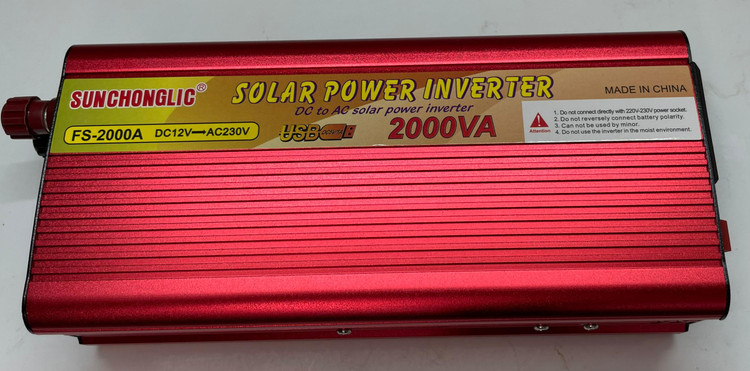 SUNCHONGLIC®
SOLAR POWER INVERTER
MADE IN CHINA
DC to AC solar power inverter
FS-2000A
DC12V→AC230V
USB
2000VA
Attention
1. Do not connect directly with 220V-230V power socket.
2. Do not reversely connect battery polarity.
3. Can not be used by minor.
4. Do not use the inverter in the moist environment.